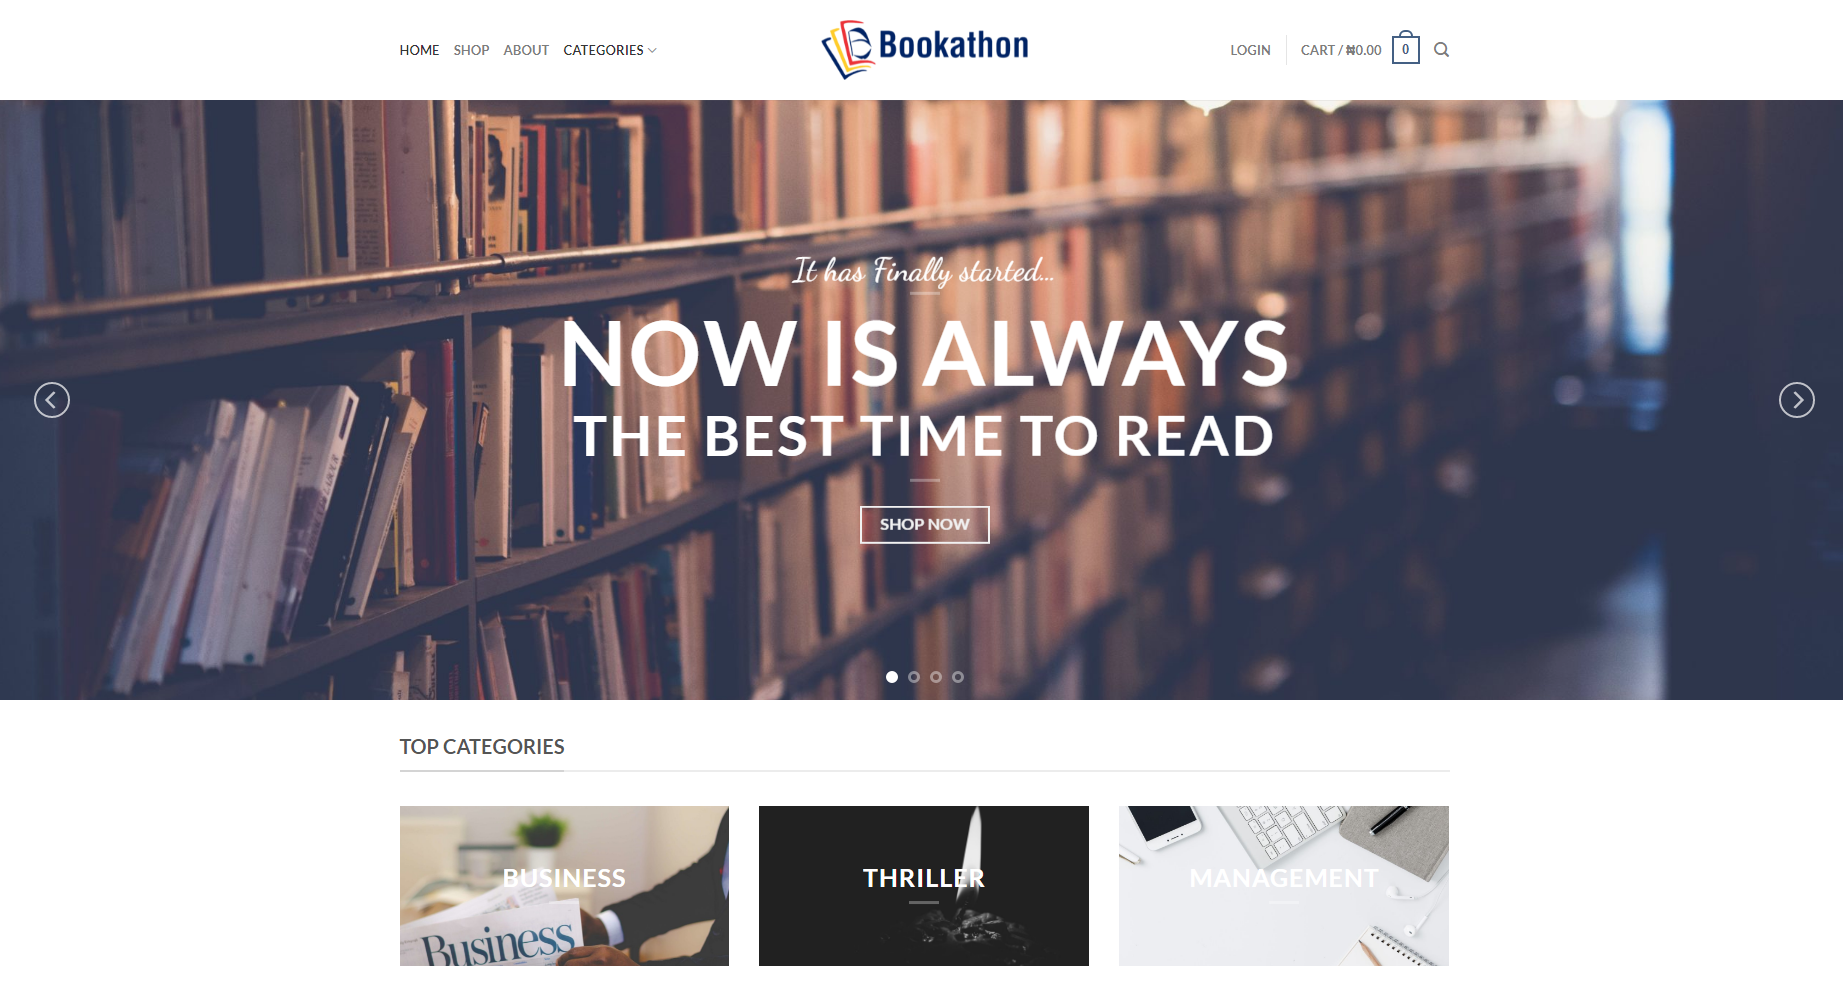 HOME SHOP ABOUT CATEGORIES
Bookathon
LOGIN CART / ₦0.00 0
It has Finally started...
NOW IS ALWAYS
THE BEST TIME TO READ
SHOP NOW
TOP CATEGORIES
BUSINESS
Business
THRILLER
MANAGEMENT